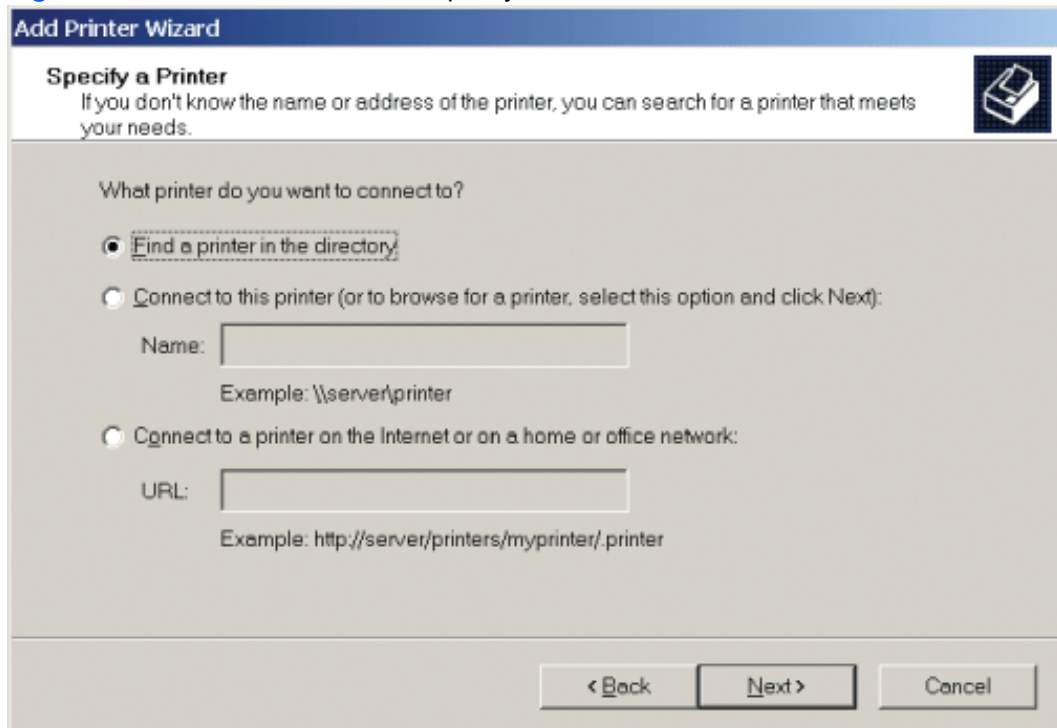 Add Printer Wizard
Specify a Printer
If you don't know the name or address of the printer, you can search for a printer that meets
your needs.
What printer do you want to connect to?
Find a printer in the directory
Connect to this printer (or to browse for a printer, select this option and click Next):
Name:
Example: \\server\printer
Connect to a printer on the Internet or on a home or office network:
URL:
Example: http://server/printers/myprinter/.printer
< Back
Next >
Cancel